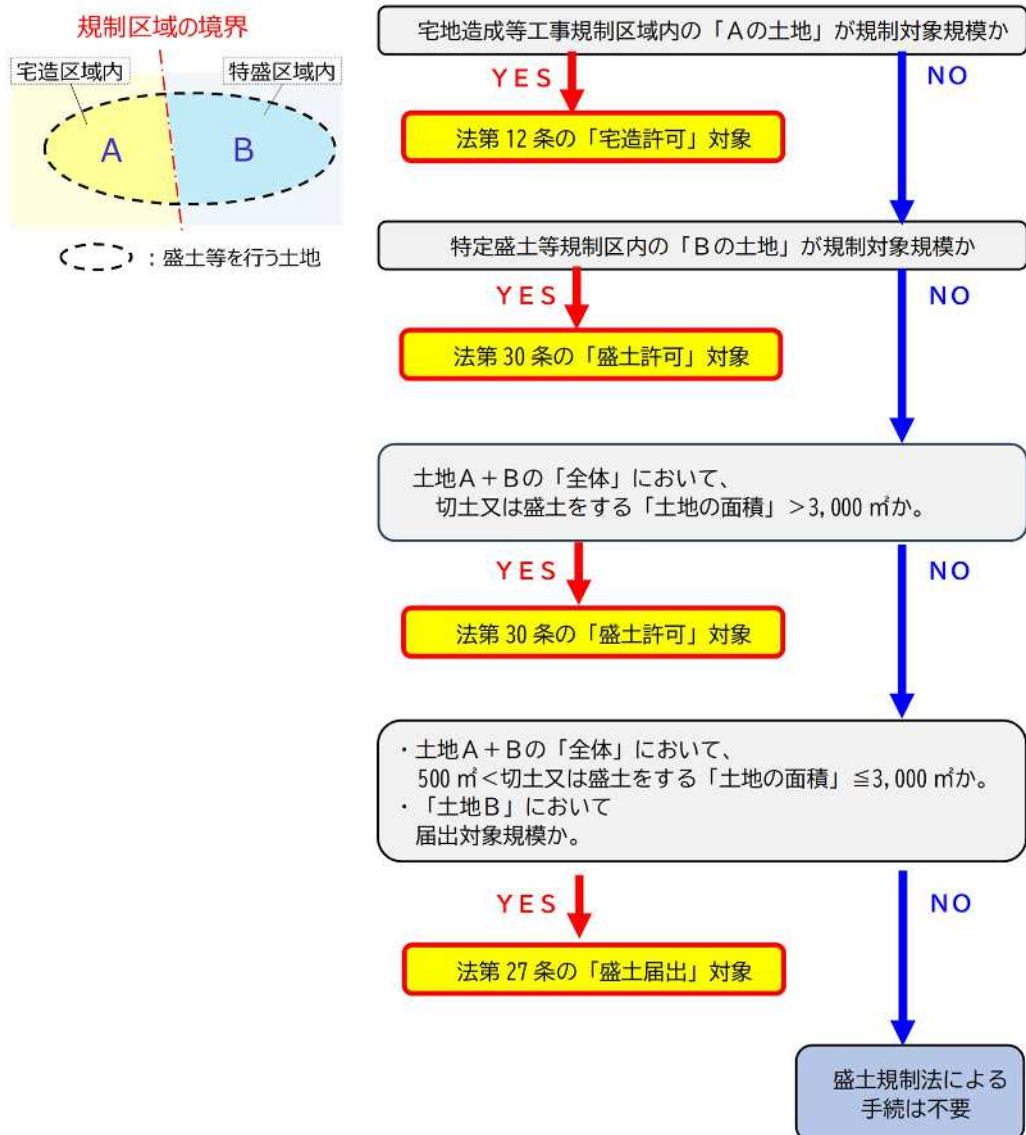 規制区域の境界
宅造区域内
特盛区域内
A
B
：盛土等を行う土地
宅地造成等工事規制区域内の「Aの土地」が規制対象規模か
YES
NO
法第12条の「宅造許可」対象
特定盛土等規制区内の「Bの土地」が規制対象規模か
YES
NO
法第30条の「盛土許可」対象
土地A＋Bの「全体」において、
切土又は盛土をする「土地の面積」＞3,000㎡か。
YES
NO
法第30条の「盛土許可」対象
・土地A＋Bの「全体」において、
500㎡＜切土又は盛土をする「土地の面積」≦3,000㎡か。
・「土地B」において
届出対象規模か。
YES
NO
法第27条の「盛土届出」対象
盛土規制法による
手続は不要